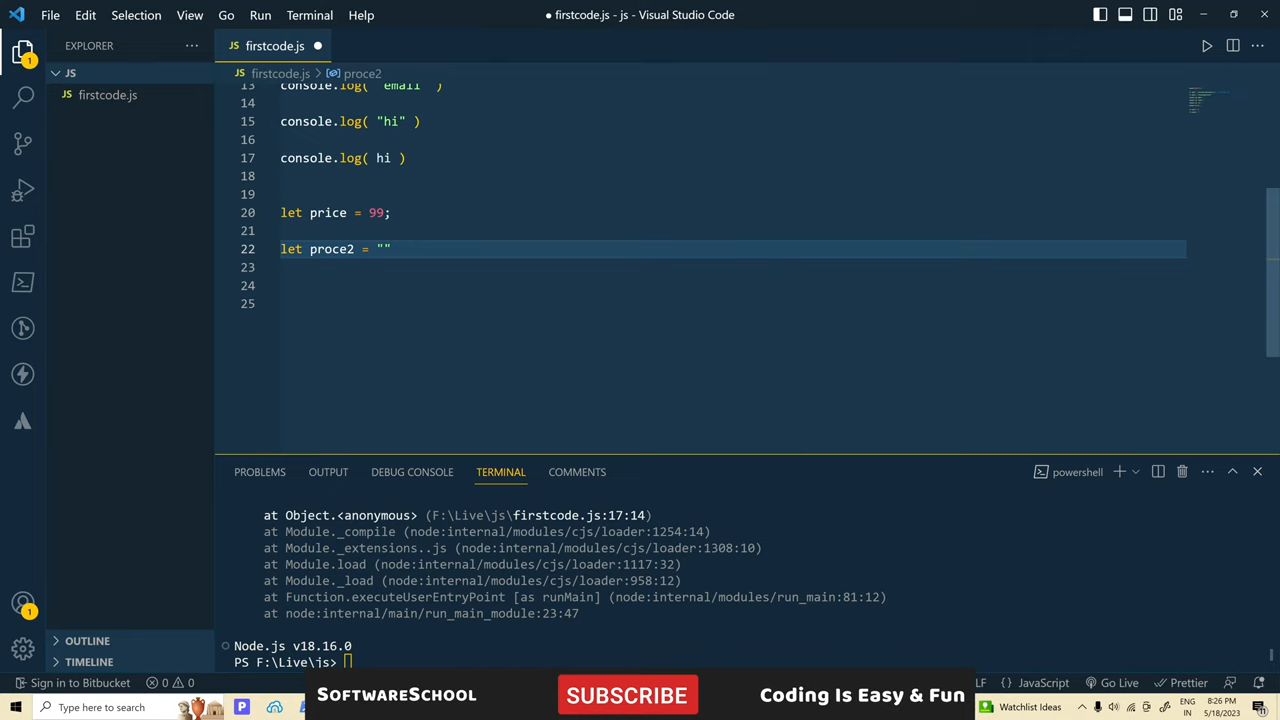 File Edit Selection View Go Run Terminal Help
● firstcode.js - js - Visual Studio Code
EXPLORER
JS
JS firstcode.js
OUTLINE
TIMELINE
JS firstcode.js
JS firstcode.js > proce2
13 console.log( "email" )
14
15 console.log( "hi" )
16
17 console.log( hi )
18
19
20 let price = 99;
21
22 let proce2 = ""
23
24
25
PROBLEMS OUTPUT DEBUG CONSOLE TERMINAL COMMENTS
powershell
at Object.<anonymous> (F:\Live\js\firstcode.js:17:14)
at Module._compile (node:internal/modules/cjs/loader:1254:14)
at Module._extensions..js (node:internal/modules/cjs/loader:1308:10)
at Module.load (node:internal/modules/cjs/loader:1117:32)
at Module._load (node:internal/modules/cjs/loader:958:12)
at Function.executeUserEntryPoint [as runMain] (node:internal/modules/run_main:81:12)
at node:internal/main/run_main_module:23:47
Node.js v18.16.0
PS F:\Live\js>
Sign in to Bitbucket 0 0
LF {} JavaScript Go Live Prettier
SoftwareSchool SUBSCRIBE Coding Is Easy & Fun
Type here to search
Watchlist Ideas
ENG
IN
8:26 PM
5/18/2023
1
1
1